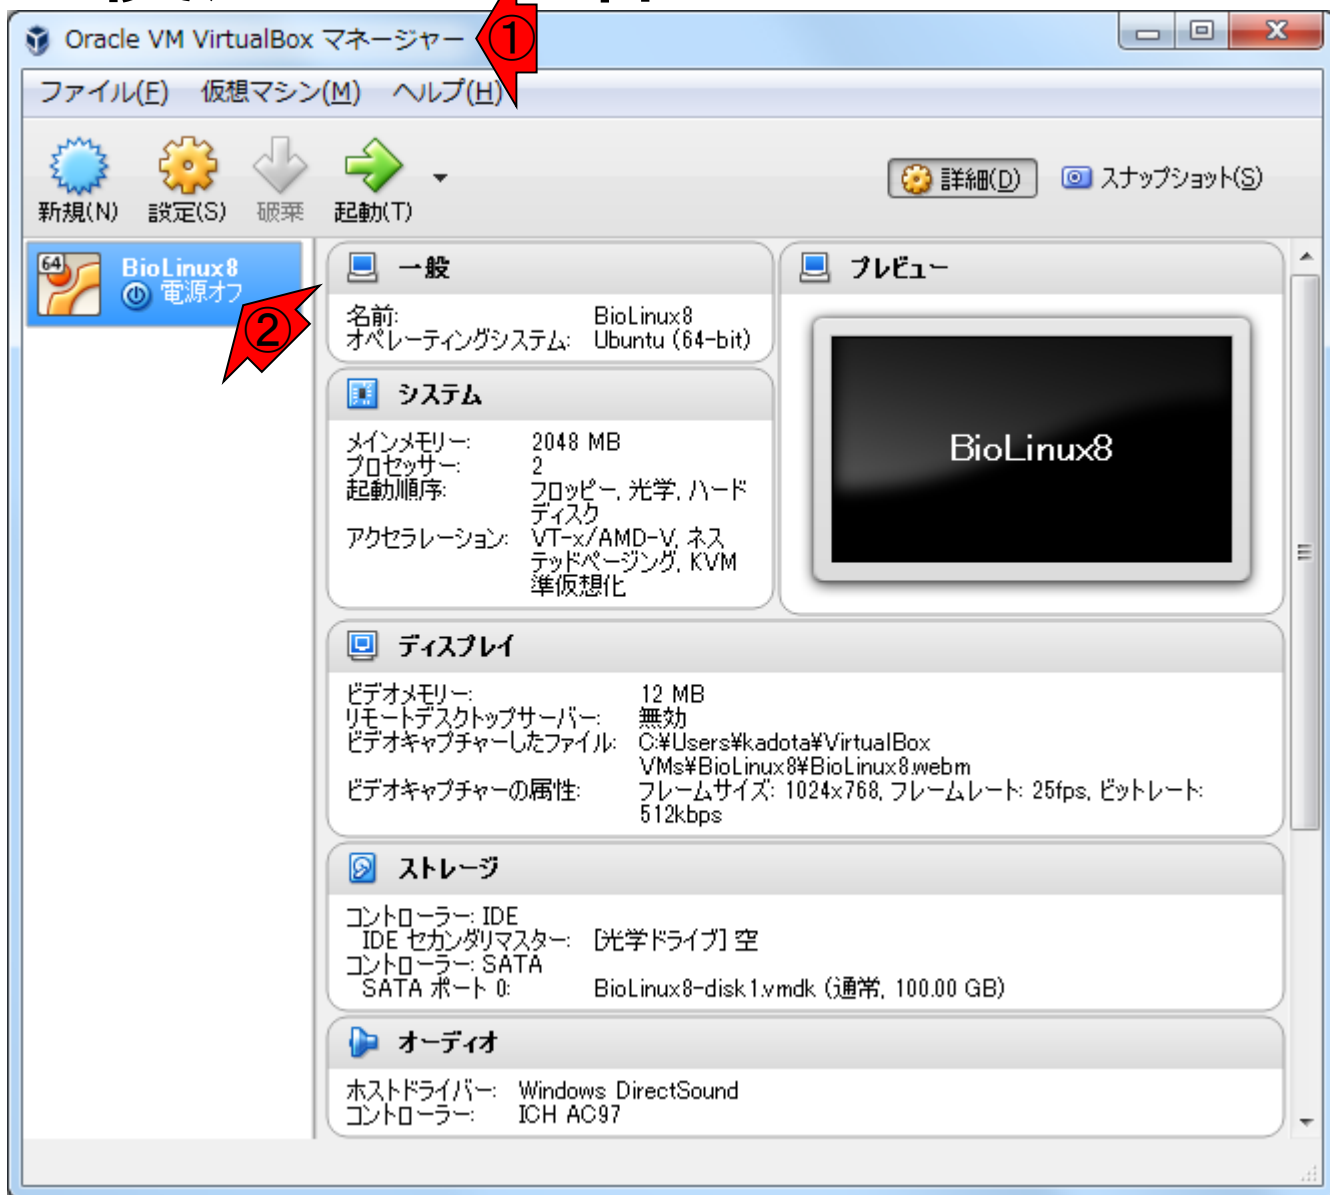 Oracle VM VirtualBox マネージャー
①
ファイル(F) 仮想マシン(M) ヘルプ(H)
新規(N) 設定(S) 破棄 起動(T)
詳細(D) スナップショット(S)
64
BioLinux8
電源オフ
②
一般
名前: BioLinux8
オペレーティングシステム: Ubuntu (64-bit)
プレビュー
BioLinux8
システム
メインメモリー: 2048 MB
プロセッサー: 2
起動順序: フロッピー, 光学, ハード
ディスク
アクセラレーション: VT-x/AMD-V, ネス
テッドページング, KVM
準仮想化
ディスプレイ
ビデオメモリー: 12 MB
リモートデスクトップサーバー: 無効
ビデオキャプチャーしたファイル: C:¥Users¥kadota¥VirtualBox
VMs¥BioLinux8¥BioLinux8.webm
ビデオキャプチャーの属性: フレームサイズ: 1024x768, フレームレート: 25fps, ビットレート:
512kbps
ストレージ
コントローラー: IDE
IDE セカンダリマスター: [光学ドライブ] 空
コントローラー: SATA
SATA ポート 0: BioLinux8-disk1.vmdk (通常, 100.00 GB)
オーディオ
ホストドライバー: Windows DirectSound
コントローラー: ICH AC97